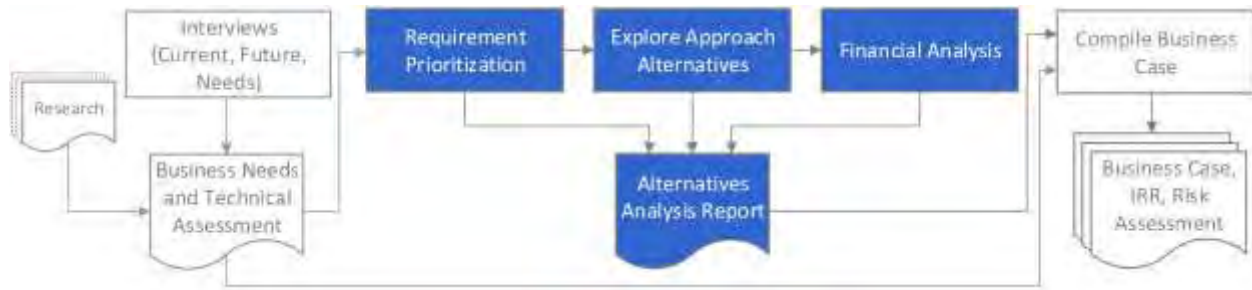 Interviews
(Current, Future,
Needs)
Requirement
Prioritization
Explore Approach
Alternatives
Financial Analysis
Compile Business
Case
Research
Business Needs
and Technical
Assessment
Alternatives
Analysis Report
Business Case,
IRR, Risk
Assessment